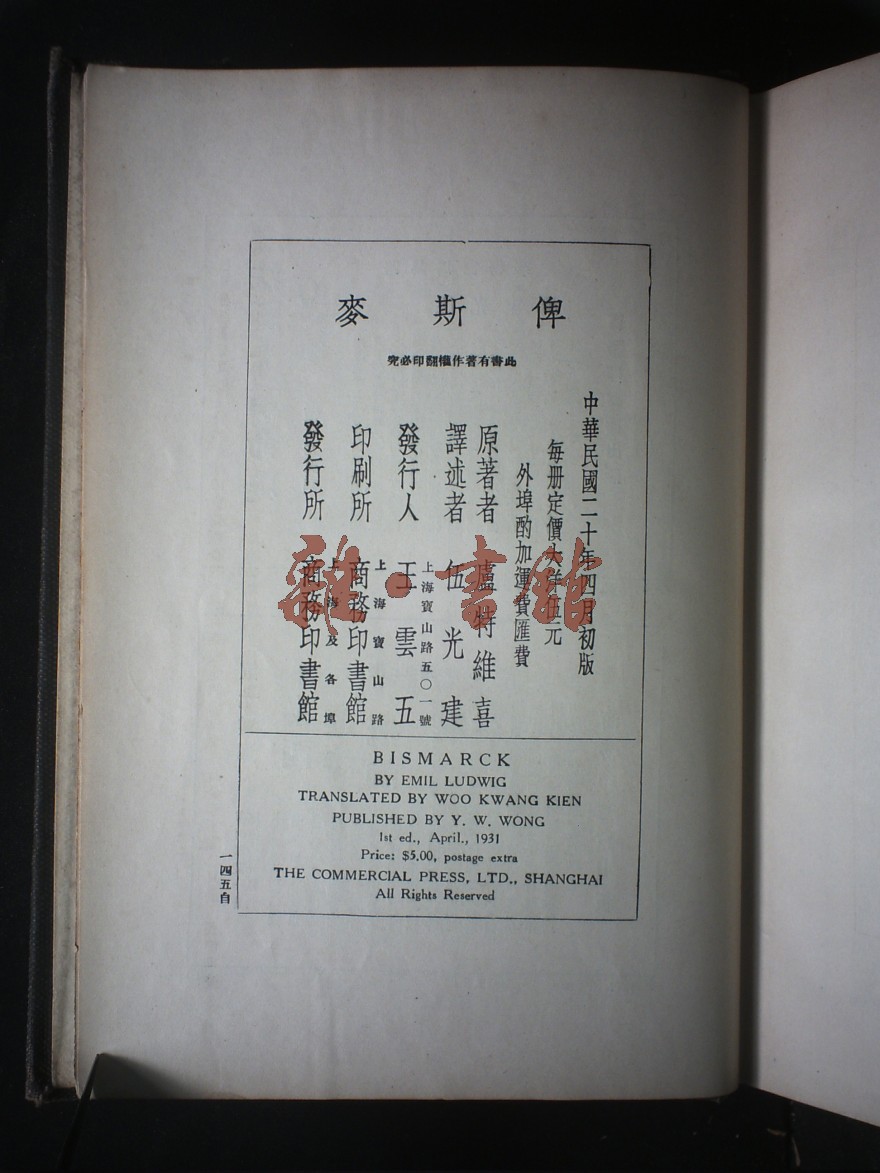 俾斯麥
此書有著作權翻印必究
中華民國二十年四月初版
每册定價大洋伍元
外埠酌加運費匯費
原著者 盧特維喜
譯述者 伍光建
上海寶山路五〇一號
發行人 王雲五
上海寶山路
印刷所 商務印書館
上海及各埠
發行所 商務印書館
BISMARCK
BY EMIL LUDWIG
TRANSLATED BY WOO KWANG KIEN
PUBLISHED BY Y. W. WONG
1st ed., April., 1931
Price: $5.00, postage extra
THE COMMERCIAL PRESS, LTD., SHANGHAI
All Rights Reserved
一四五自
雜·書館